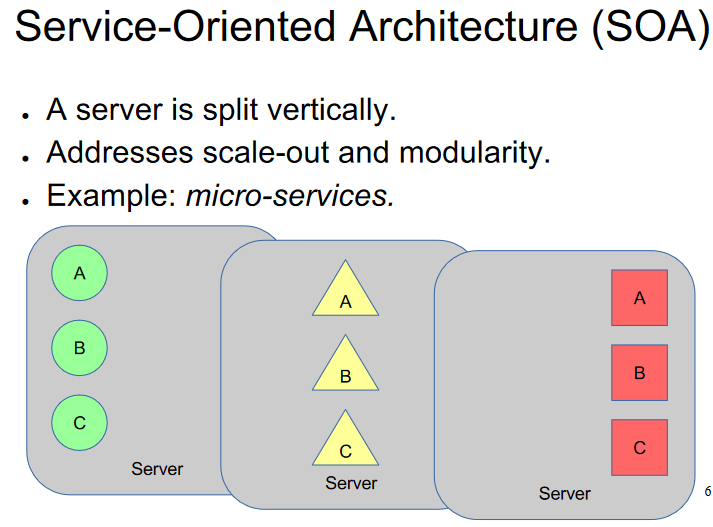 Service-Oriented Architecture (SOA)
● A server is split vertically.
● Addresses scale-out and modularity.
● Example: micro-services.
A
B
C
Server
A
B
C
Server
A
B
C
Server
6